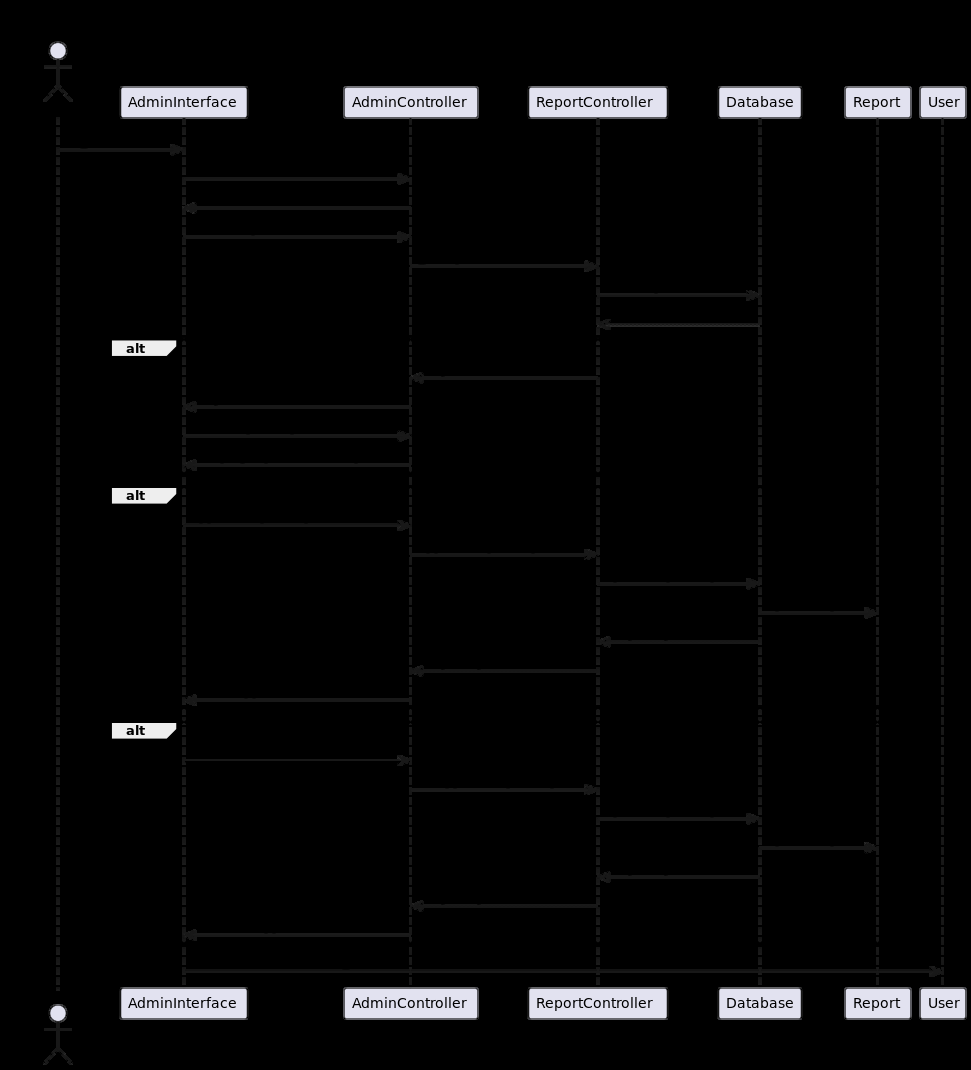 AdminInterface AdminController ReportController Database Report User
alt
alt
alt
AdminInterface AdminController ReportController Database Report User